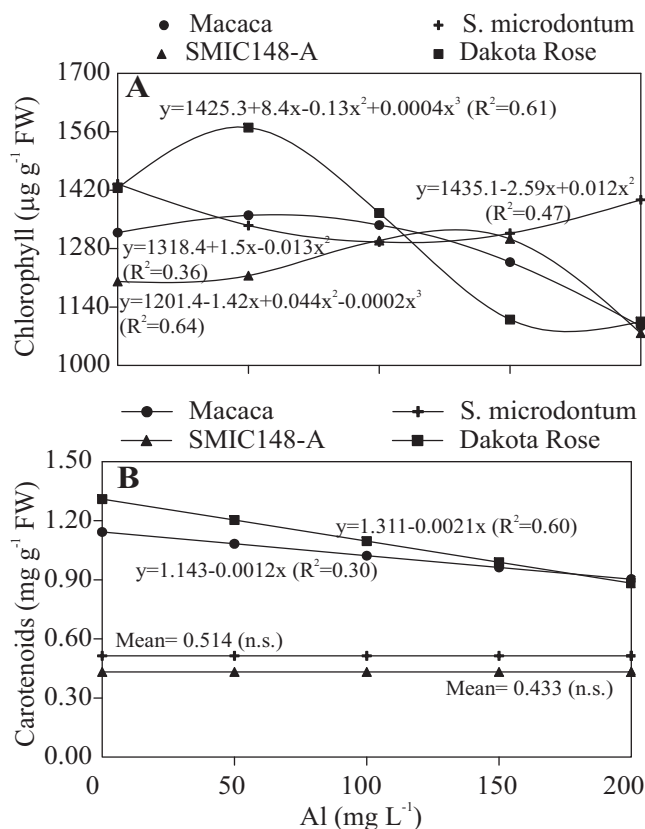 Macaca S. microdontum
SMIC148-A Dakota Rose
1700
A
y=1425.3+8.4x-0.13x²+0.0004x³ (R²=0.61)
1560
1420
y=1435.1-2.59x+0.012x²
(R²=0.47)
1280
y=1318.4+1.5x-0.013x²
(R²=0.36)
1140
y=1201.4-1.42x+0.044x²-0.0002x³
(R²=0.64)
1000
Chlorophyll (µg g⁻¹ FW)
Macaca S. microdontum
SMIC148-A Dakota Rose
1.50
B
1.20
y=1.311-0.0021x (R²=0.60)
0.90
y=1.143-0.0012x (R²=0.30)
0.60
Mean= 0.514 (n.s.)
0.30
Mean= 0.433 (n.s.)
0.00
Carotenoids (mg g⁻¹ FW)
0 50 100 150 200
Al (mg L⁻¹)